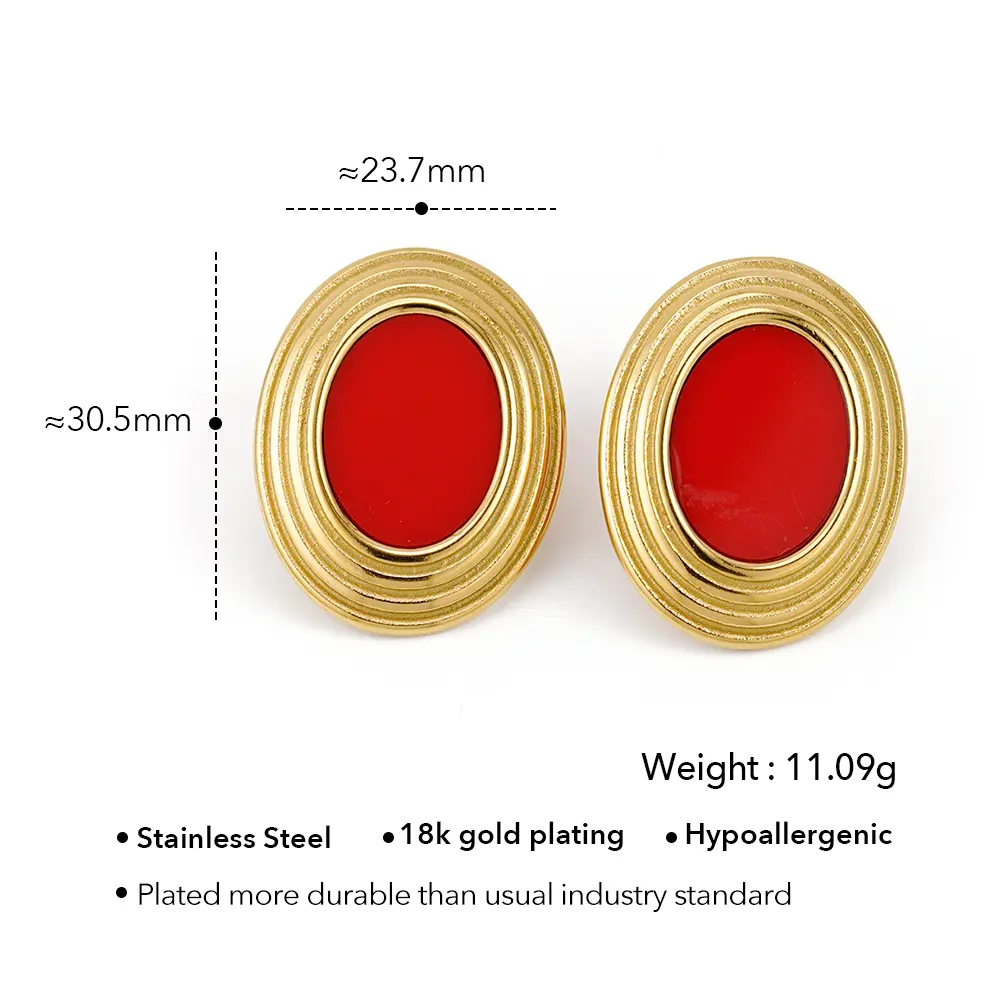 ≈23.7mm
≈30.5mm
Weight : 11.09g
• Stainless Steel • 18k gold plating • Hypoallergenic
• Plated more durable than usual industry standard